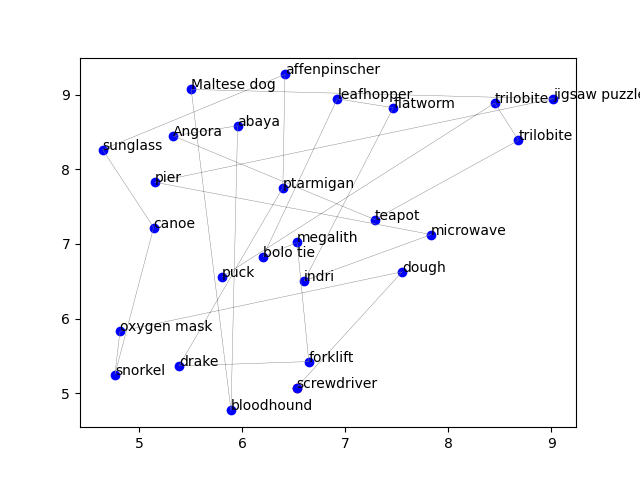 affenpinscher
Maltese dog
leafhopper
flatworm
trilobite
jigsaw puzzle
Angora
abaya
trilobite
sunglass
pier
ptarmigan
teapot
canoe
megalith
microwave
bolo tie
puck
indri
dough
oxygen mask
snorkel
drake
forklift
screwdriver
bloodhound
9
8
7
6
5
5
6
7
8
9